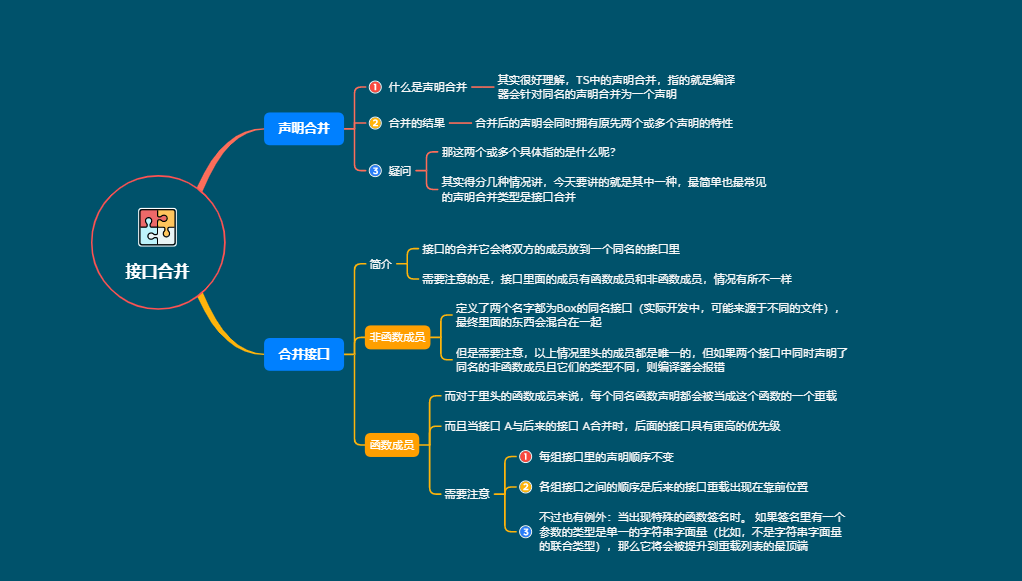 接口合并
声明合并
1 什么是声明合并
其实很好理解，TS中的声明合并，指的就是编译
器会针对同名的声明合并为一个声明
2 合并的结果
合并后的声明会同时拥有原先两个或多个声明的特性
3 疑问
那这两个或多个具体指的是什么呢？
其实得分几种情况讲，今天要讲的就是其中一种，最简单也最常见
的声明合并类型是接口合并
合并接口
简介
接口的合并它会将双方的成员放到一个同名的接口里
需要注意的是，接口里面的成员有函数成员和非函数成员，情况有所不一样
非函数成员
定义了两个名字都为Box的同名接口（实际开发中，可能来源于不同的文件），
最终里面的东西会混合在一起
但是需要注意，以上情况里头的成员都是唯一的，但如果两个接口中同时声明了
同名的非函数成员且它们的类型不同，则编译器会报错
函数成员
而对于里头的函数成员来说，每个同名函数声明都会被当成这个函数的一个重载
而且当接口 A与后来的接口 A合并时，后面的接口具有更高的优先级
需要注意
1 每组接口里的声明顺序不变
2 各组接口之间的顺序是后来的接口重载出现在靠前位置
3 不过也有例外：当出现特殊的函数签名时。 如果签名里有一个
参数的类型是单一的字符串字面量（比如，不是字符串字面量
的联合类型），那么它将会被提升到重载列表的最顶端